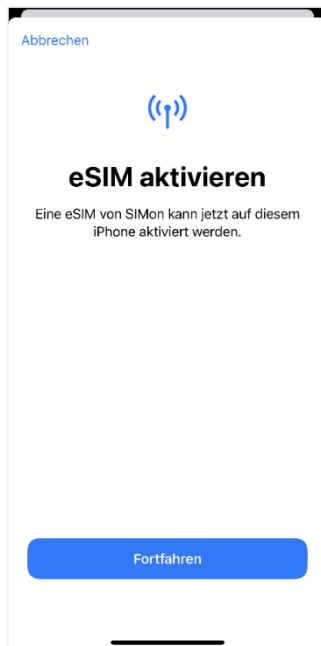 Abbrechen
eSIM aktivieren
Eine eSIM von SIMon kann jetzt auf diesem
iPhone aktiviert werden.
Fortfahren